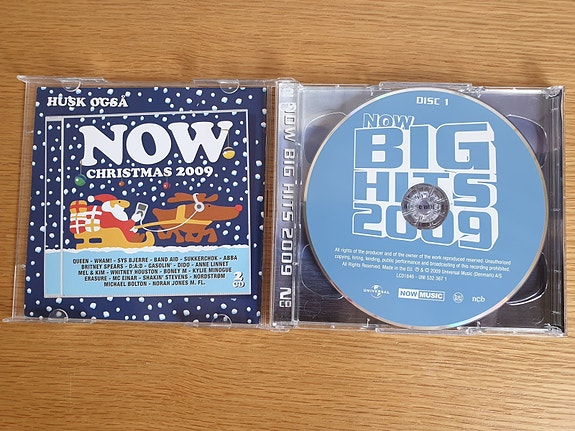 HUSK OGSÅ
NOW
CHRISTMAS 2009
QUEEN - WHAM! - SYS BJERRE - BAND AID - SUKKERCHOK - ABBA
BRITNEY SPEARS - D:A:D - GASOLIN' - DIDO - ANNE LINNET
MEL & KIM - WHITNEY HOUSTON - BONEY M - KYLIE MINOGUE
ERASURE - MC EINAR - SHAKIN' STEVENS - NORDSTRØM
MICHAEL BOLTON - NORAH JONES M. FL.
2
CD
NOW BIG HITS 2009
DISC 1
NOW
BIG
HITS
2009
All rights of the producer and of the owner of the work reproduced reserved. Unauthorised
copying, hiring, lending, public performance and broadcasting of this recording prohibited.
All Rights Reserved. Made in the EU. ℗ & © 2009 Universal Music (Denmark) A/S
UNIVERSAL
NOW MUSIC
ncb